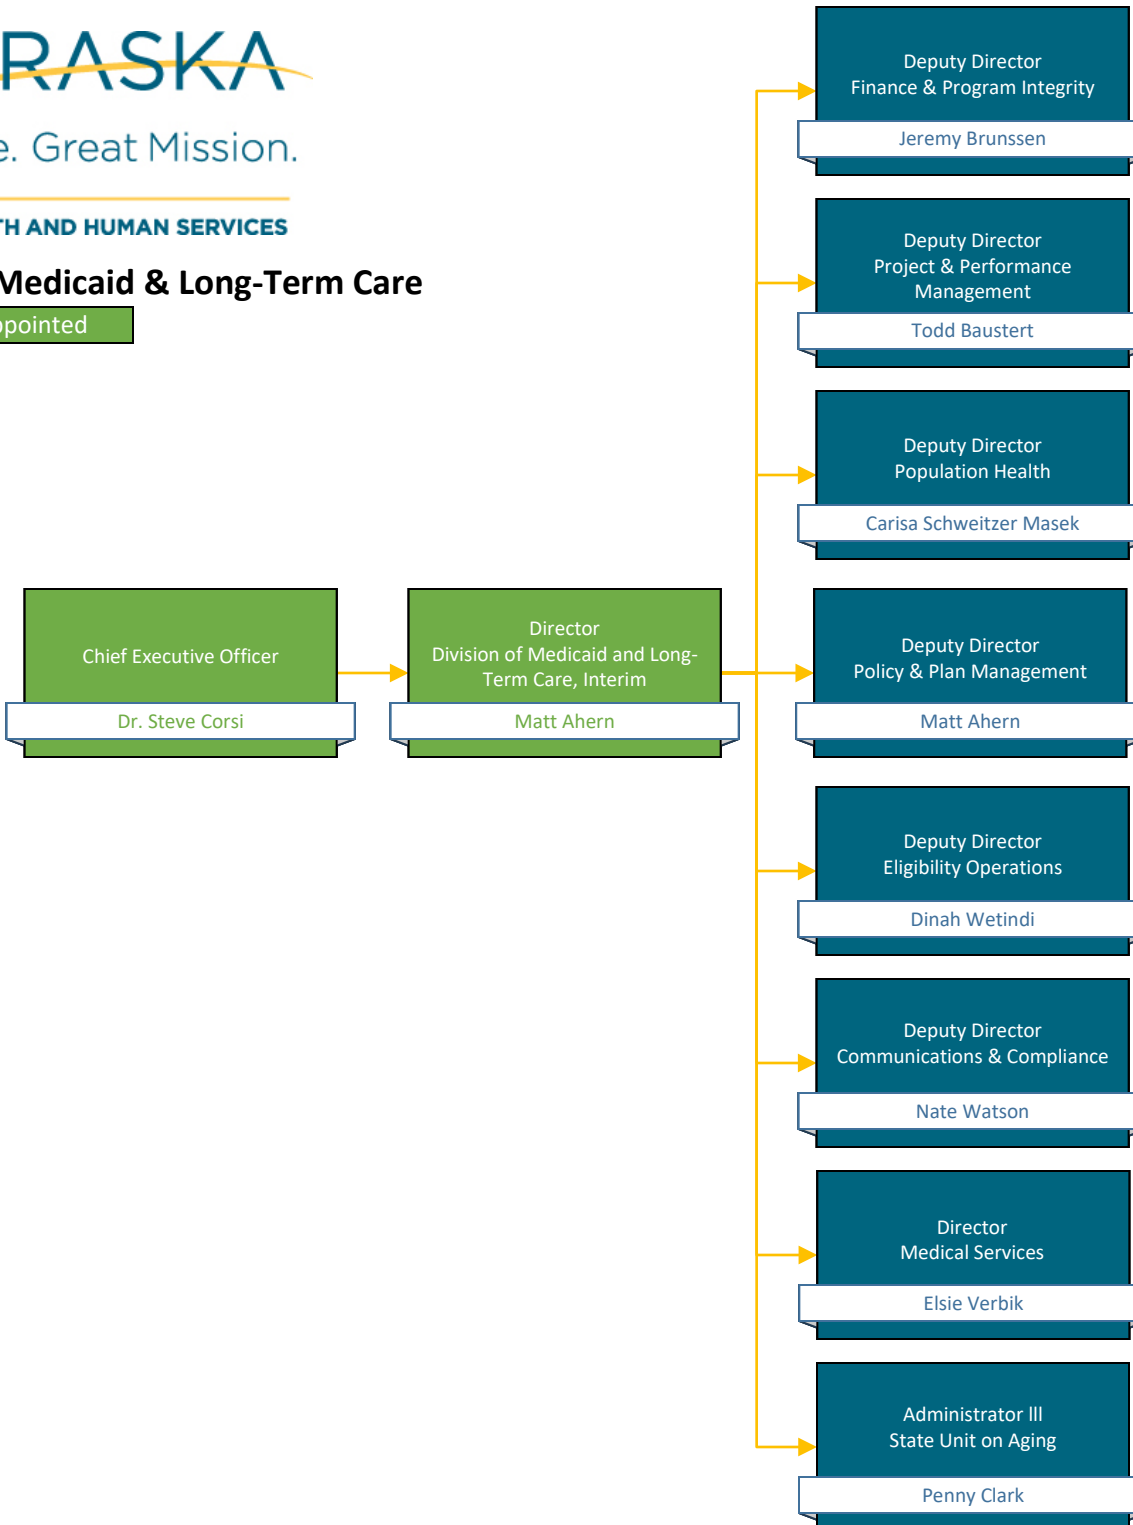 RASKA
e. Great Mission.
TH AND HUMAN SERVICES
Medicaid & Long-Term Care
ppointed
Deputy Director
Finance & Program Integrity
Jeremy Brunssen
Deputy Director
Project & Performance
Management
Todd Baustert
Deputy Director
Population Health
Carisa Schweitzer Masek
Chief Executive Officer
Dr. Steve Corsi
Director
Division of Medicaid and Long-
Term Care, Interim
Matt Ahern
Deputy Director
Policy & Plan Management
Matt Ahern
Deputy Director
Eligibility Operations
Dinah Wetindi
Deputy Director
Communications & Compliance
Nate Watson
Director
Medical Services
Elsie Verbik
Administrator lll
State Unit on Aging
Penny Clark